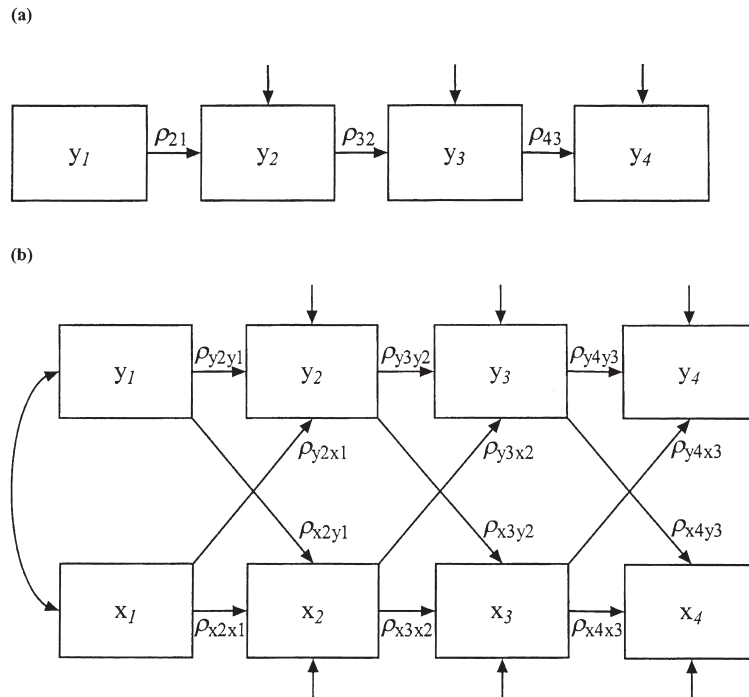 (a)
ρ21 ρ32 ρ43
y1 y2 y3 y4
(b)
ρy2y1 ρy3y2 ρy4y3
y1 y2 y3 y4
ρy2x1 ρy3x2 ρy4x3
ρx2y1 ρx3y2 ρx4y3
x1 x2 x3 x4
ρx2x1 ρx3x2 ρx4x3